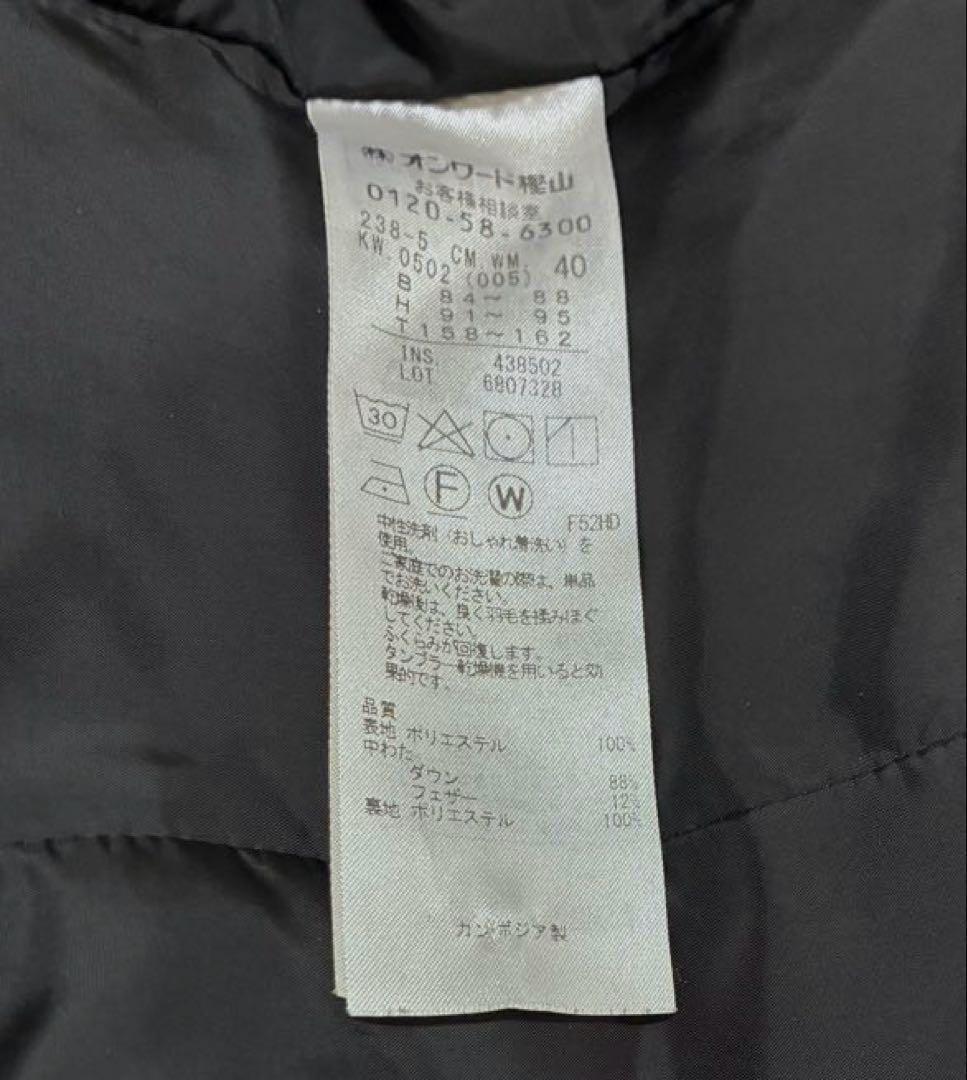 ㈱ オンワード樫山
お客様相談室
0120-58-6300
238-5 CM.WM. 40
KW.0502 (005)
B 84～ 88
H 91～ 95
T 158～162
INS. 438502
LOT. 6807328
30
F W
F52HD
中性洗剤（おしゃれ着洗い）を
使用。
ご家庭でのお洗濯の際は、単品
でお洗いください。
乾燥後は、良く羽毛を揉みほぐ
してください。
ふくらみが回復します。
タンブラー乾燥機を用いると効
果的です。
品質
表地 ポリエステル 100%
中わた
ダウン 88%
フェザー 12%
裏地 ポリエステル 100%
カンボジア製